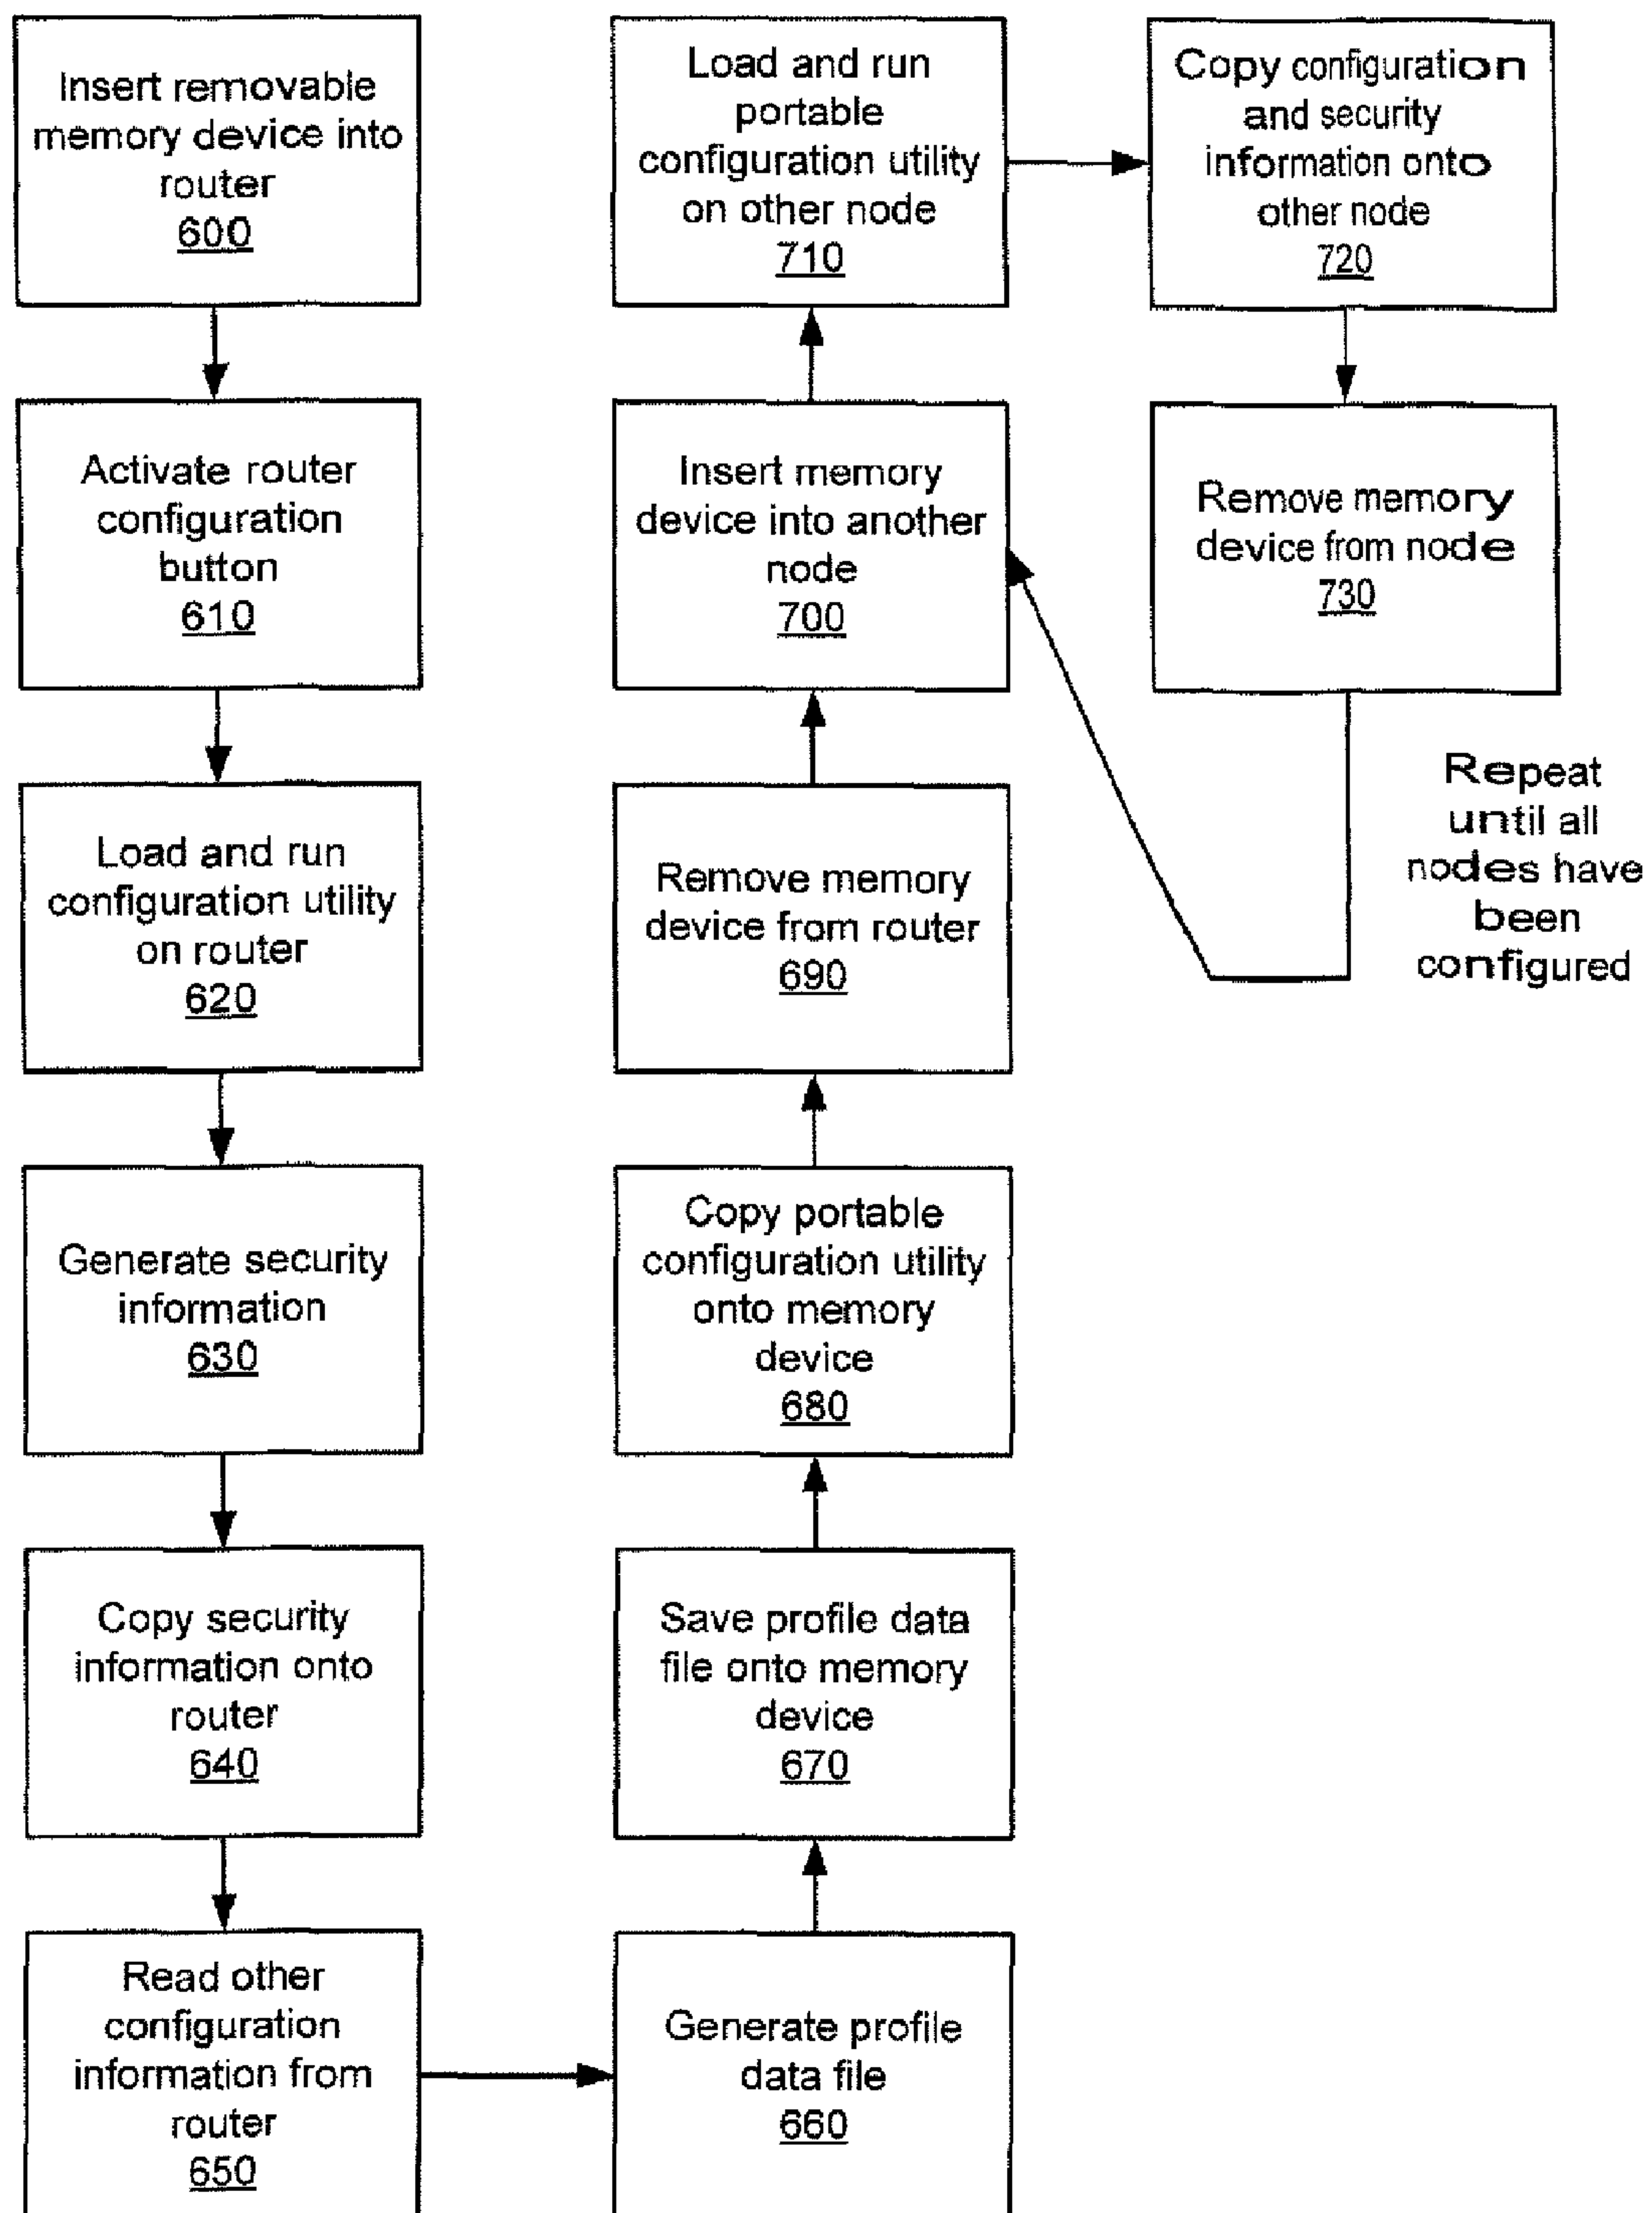 Insert removable
memory device into
router
600
Activate router
configuration
button
610
Load and run
configuration utility
on router
620
Generate security
information
630
Copy security
information onto
router
640
Read other
configuration
information from
router
650
Generate profile
data file
660
Save profile data
file onto memory
device
670
Copy portable
configuration utility
onto memory
device
680
Remove memory
device from router
690
Insert memory
device into another
node
700
Load and run
portable
configuration utility
on other node
710
Copy configuration
and security
information onto
other node
720
Remove memory
device from node
730
Repeat
until all
nodes have
been
configured